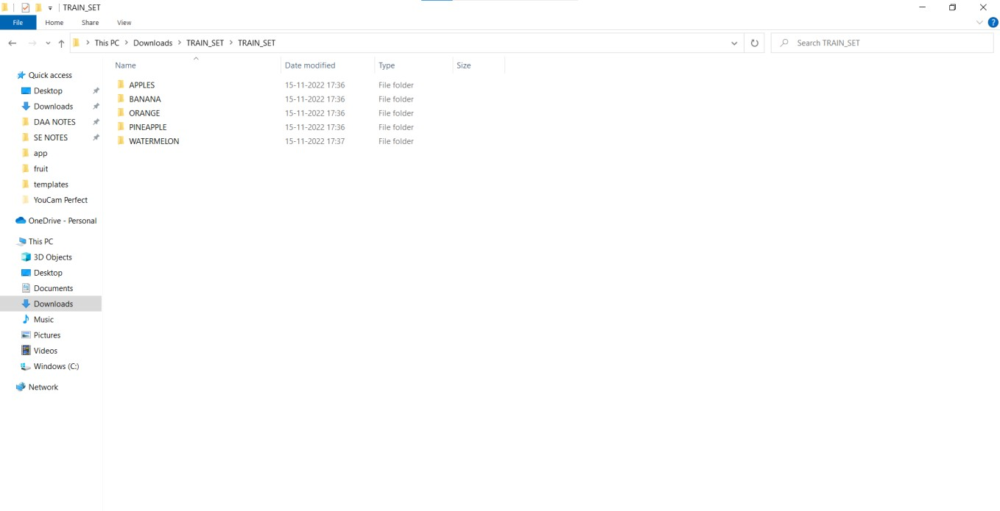 TRAIN_SET
File Home Share View
This PC Downloads TRAIN_SET TRAIN_SET Search TRAIN_SET
Name Date modified Type Size
Quick access
Desktop
Downloads
DAA NOTES
SE NOTES
app
fruit
templates
YouCam Perfect
OneDrive - Personal
This PC
3D Objects
Desktop
Documents
Downloads
Music
Pictures
Videos
Windows (C:)
Network
APPLES 15-11-2022 17:36 File folder
BANANA 15-11-2022 17:36 File folder
ORANGE 15-11-2022 17:36 File folder
PINEAPPLE 15-11-2022 17:36 File folder
WATERMELON 15-11-2022 17:37 File folder